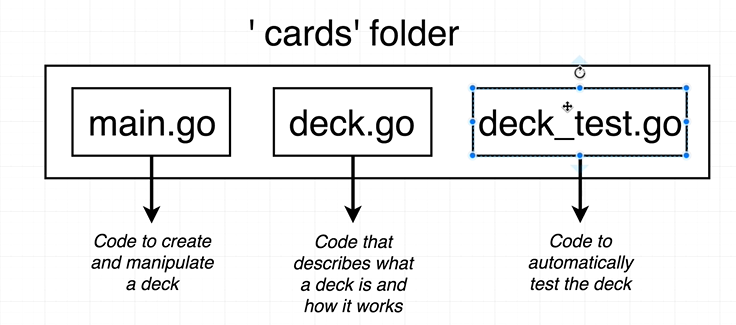 ' cards' folder
main.go
deck.go
deck_test.go
Code to create
and manipulate
a deck
Code that
describes what
a deck is and
how it works
Code to
automatically
test the deck